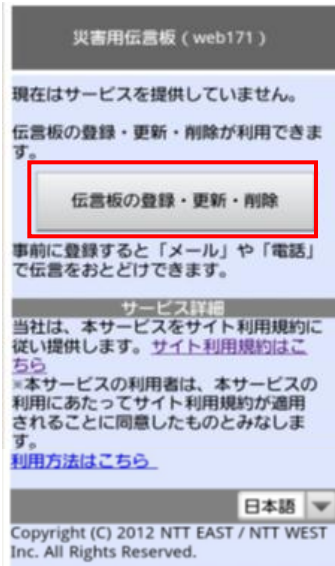 災害用伝言板（web171）
現在はサービスを提供していません。
伝言板の登録・更新・削除が利用できま
す。
伝言板の登録・更新・削除
事前に登録すると「メール」や「電話」
で伝言をおとどけできます。
サービス詳細
当社は、本サービスをサイト利用規約に
従い提供します。サイト利用規約はこ
ちら
※本サービスの利用者は、本サービスの
利用にあたってサイト利用規約が適用
されることに同意したものとみなしま
す。
利用方法はこちら
日本語
Copyright (C) 2012 NTT EAST / NTT WEST
Inc. All Rights Reserved.